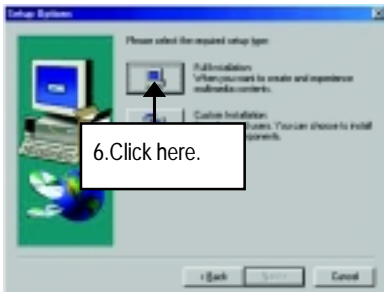 Setup Options
Please select the required setup type:
Full Installation
When you want to create and experience
multimedia contents.
Custom Installation
users. You can choose to install
6.Click here.
< Back
Cancel